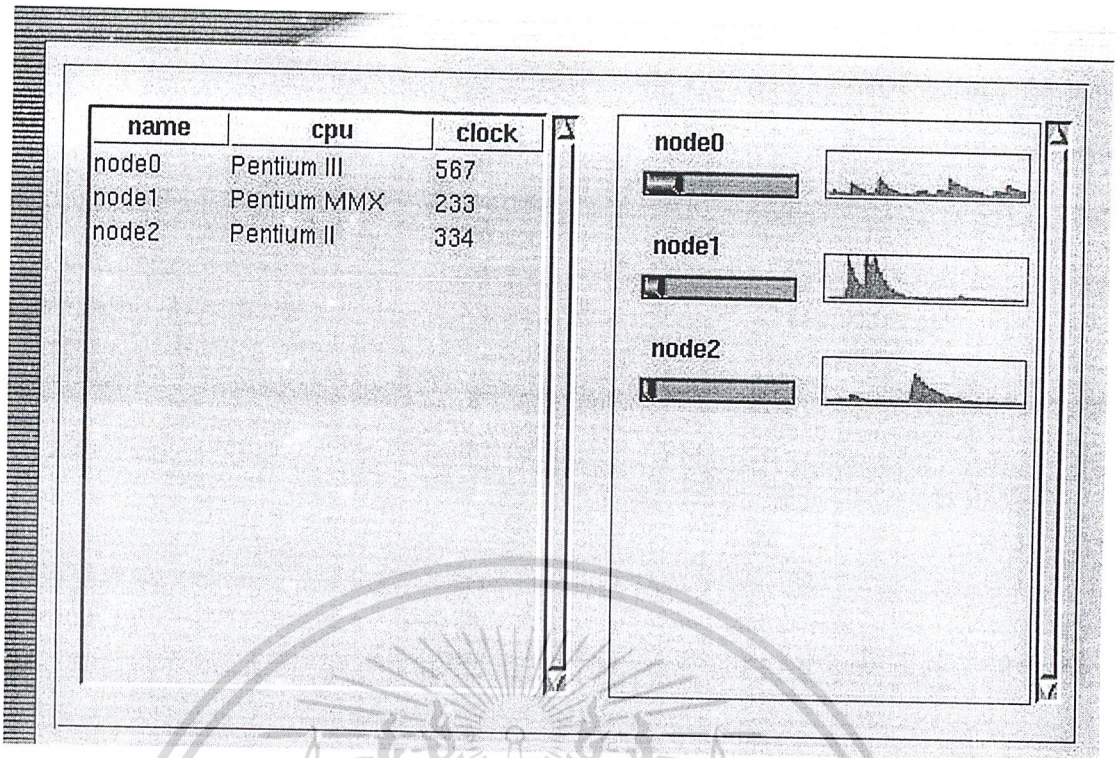 name cpu clock
node0 Pentium III 567
node1 Pentium MMX 233
node2 Pentium II 334
node0
node1
node2